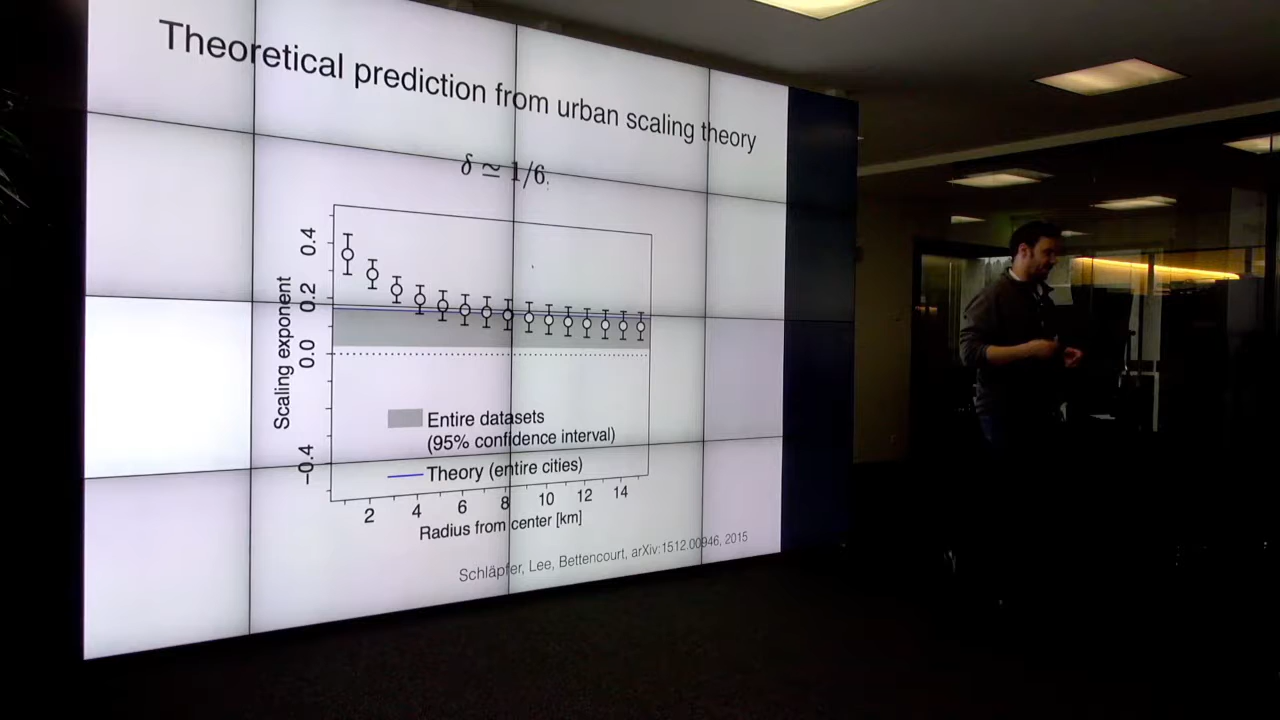 Theoretical prediction from urban scaling theory
δ ≃ 1/6.
Scaling exponent
0.4
0.2
0.0
−0.4
Entire datasets
(95% confidence interval)
Theory (entire cities)
2 4 6 8 10 12 14
Radius from center [km]
Schläpfer, Lee, Bettencourt, arXiv:1512.00946, 2015